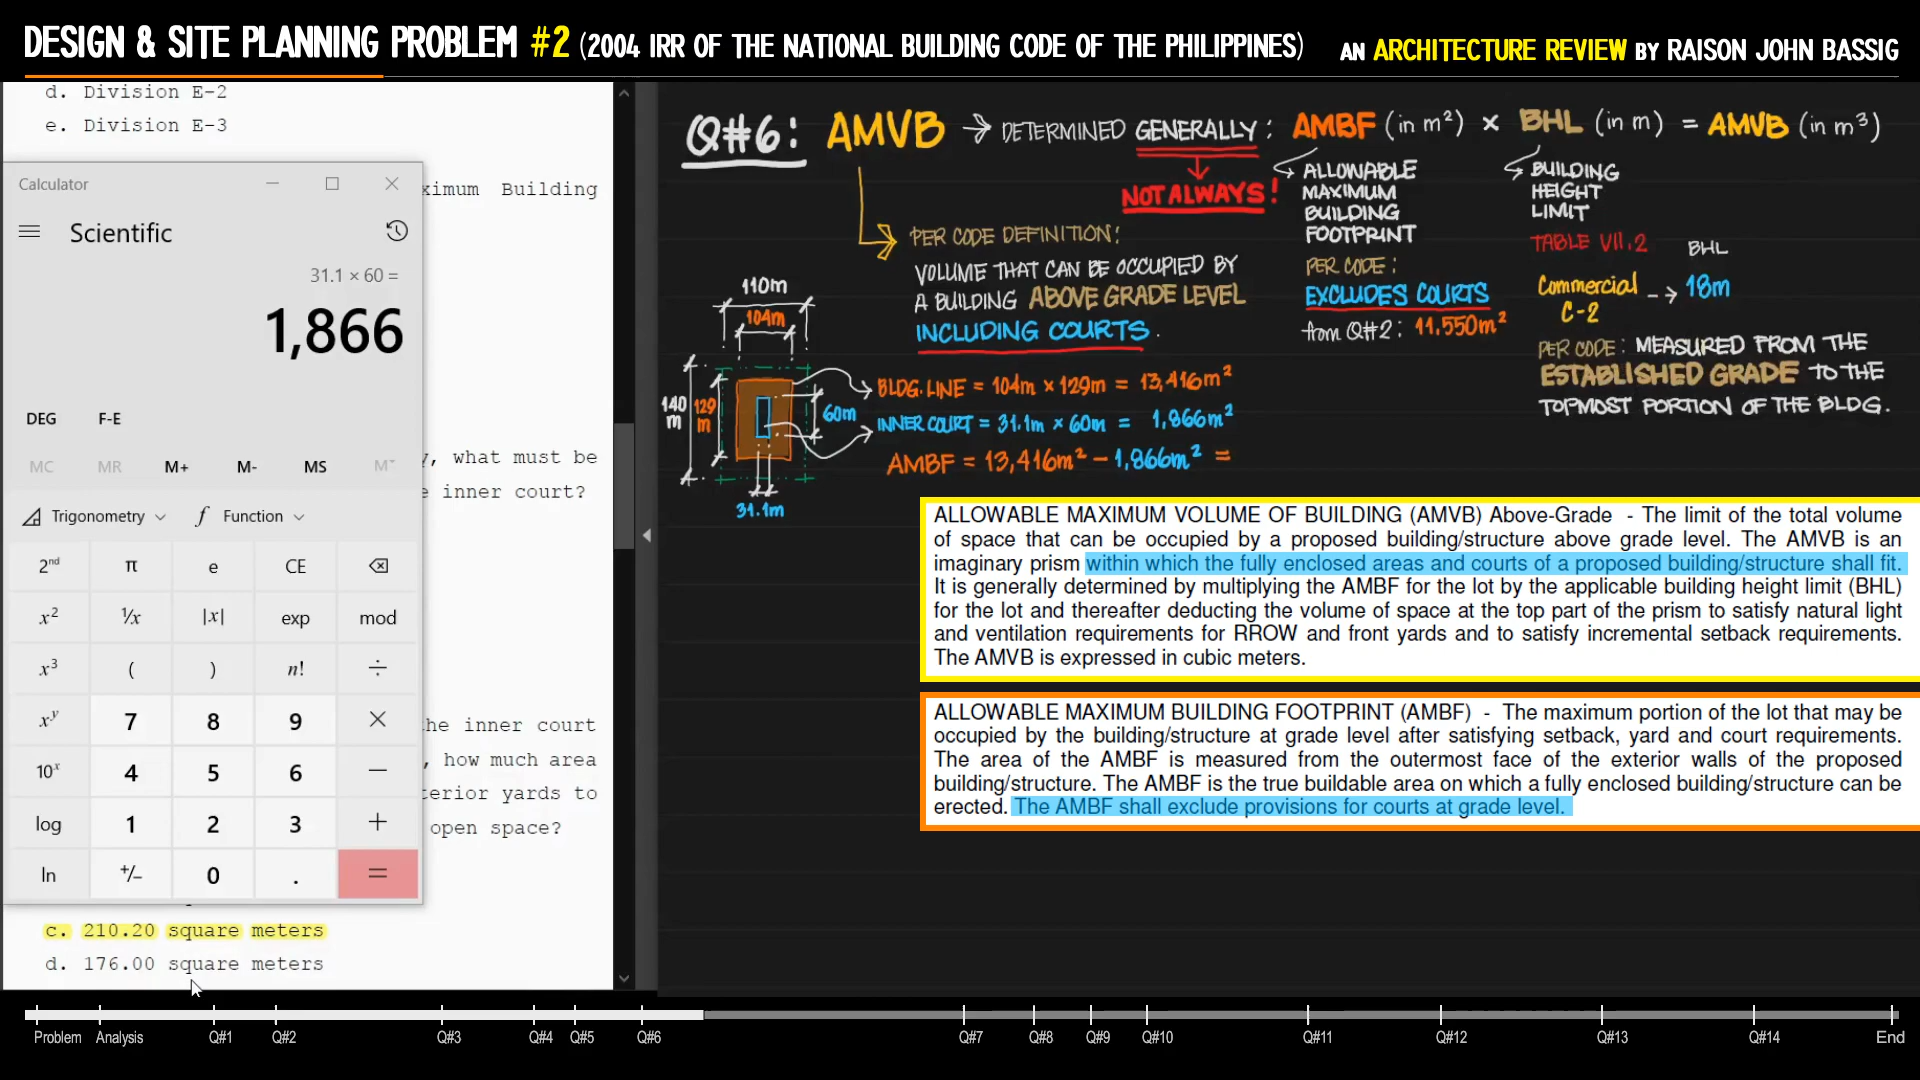 DESIGN & SITE PLANNING PROBLEM #2 (2004 IRR OF THE NATIONAL BUILDING CODE OF THE PHILIPPINES)
AN ARCHITECTURE REVIEW BY RAISON JOHN BASSIG
d. Division E-2
e. Division E-3
ximum Building
, what must be
e inner court?
he inner court
, how much area
terior yards to
open space?
c. 210.20 square meters
d. 176.00 square meters
Calculator
Scientific
31.1 × 60 =
1,866
DEG F-E
MC MR M+ M- MS M˅
Trigonometry Function
2nd π e CE
x² ¹/x |x| exp mod
x³ ( ) n! ÷
xʸ 7 8 9 ×
10ˣ 4 5 6 −
log 1 2 3 +
ln +/− 0 . =
Q#6: AMVB → DETERMINED GENERALLY: AMBF (in m²) × BHL (in m) = AMVB (in m³)
NOT ALWAYS!
ALLOWABLE
MAXIMUM
BUILDING
FOOTPRINT
PER CODE:
EXCLUDES COURTS
from Q#2: 11,550m²
BUILDING
HEIGHT
LIMIT
TABLE VII.2 BHL
Commercial → 18m
C-2
PER CODE: MEASURED FROM THE
ESTABLISHED GRADE TO THE
TOPMOST PORTION OF THE BLDG.
PER CODE DEFINITION:
VOLUME THAT CAN BE OCCUPIED BY
A BUILDING ABOVE GRADE LEVEL
INCLUDING COURTS.
110m
104m
140
m
129
m
60m
31.1m
BLDG. LINE = 104m × 129m = 13,416m²
INNER COURT = 31.1m × 60m = 1,866m²
AMBF = 13,416m² − 1,866m² =
ALLOWABLE MAXIMUM VOLUME OF BUILDING (AMVB) Above-Grade - The limit of the total volume
of space that can be occupied by a proposed building/structure above grade level. The AMVB is an
imaginary prism within which the fully enclosed areas and courts of a proposed building/structure shall fit.
It is generally determined by multiplying the AMBF for the lot by the applicable building height limit (BHL)
for the lot and thereafter deducting the volume of space at the top part of the prism to satisfy natural light
and ventilation requirements for RROW and front yards and to satisfy incremental setback requirements.
The AMVB is expressed in cubic meters.
ALLOWABLE MAXIMUM BUILDING FOOTPRINT (AMBF) - The maximum portion of the lot that may be
occupied by the building/structure at grade level after satisfying setback, yard and court requirements.
The area of the AMBF is measured from the outermost face of the exterior walls of the proposed
building/structure. The AMBF is the true buildable area on which a fully enclosed building/structure can be
erected. The AMBF shall exclude provisions for courts at grade level.
Problem Analysis Q#1 Q#2 Q#3 Q#4 Q#5 Q#6 Q#7 Q#8 Q#9 Q#10 Q#11 Q#12 Q#13 Q#14 End